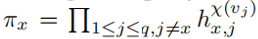 π_x = ∏_{1≤j≤q,j≠x} h_{x,j}^{χ(v_j)}